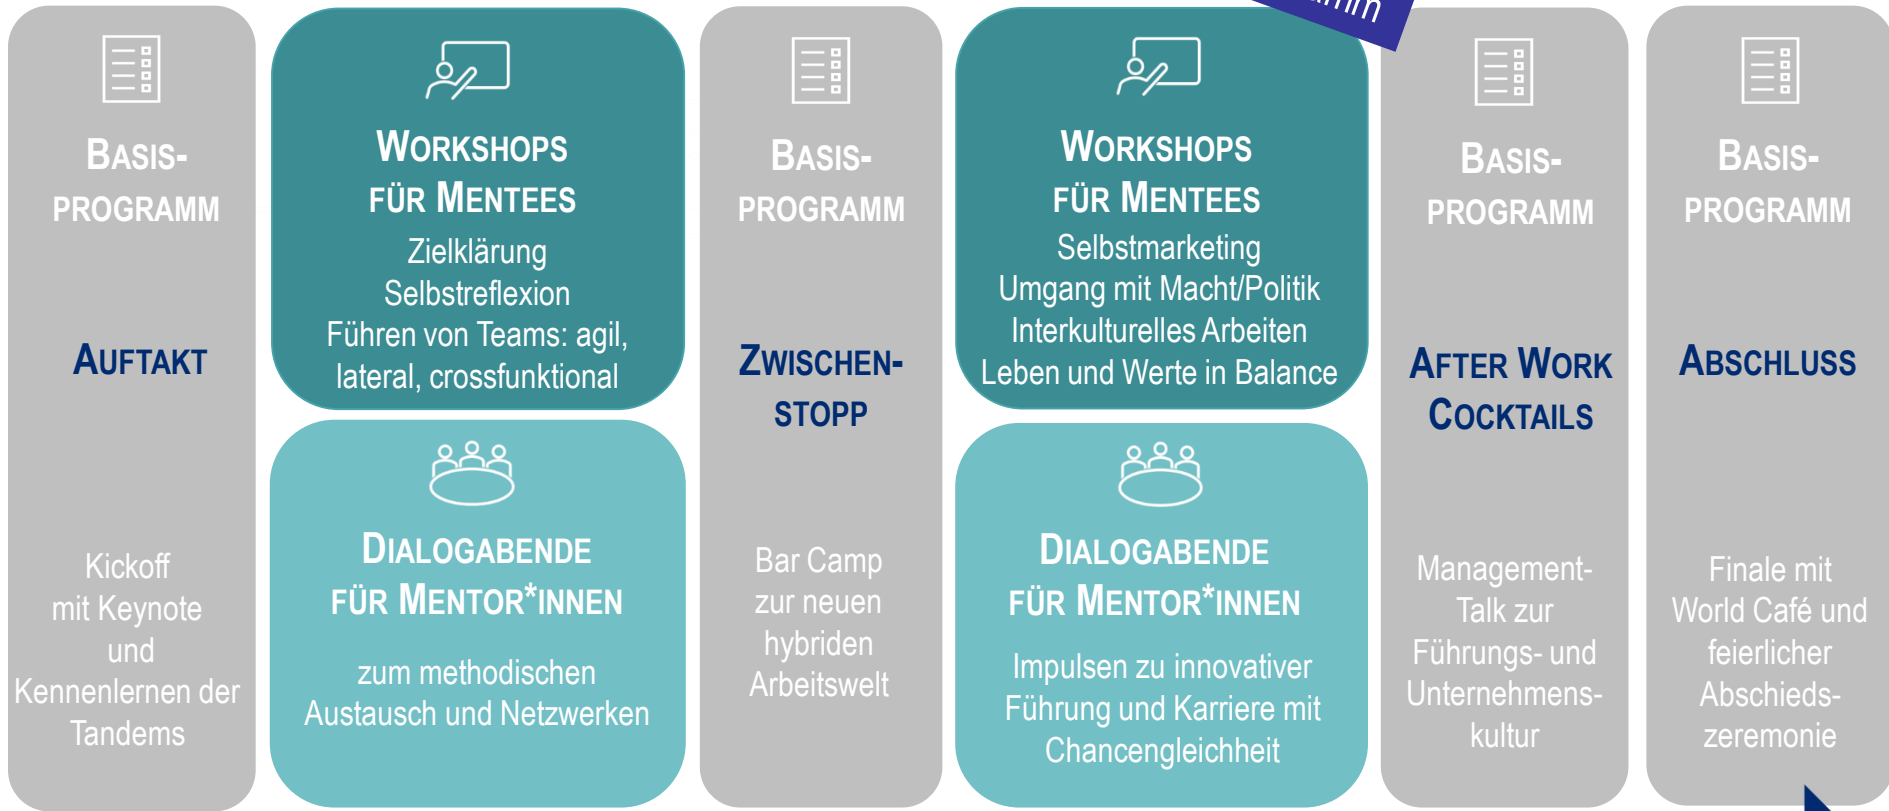 BASIS-
PROGRAMM
AUFTAKT
Kickoff
mit Keynote
und
Kennenlernen der
Tandems
WORKSHOPS
FÜR MENTEES
Zielklärung
Selbstreflexion
Führen von Teams: agil,
lateral, crossfunktional
DIALOGABENDE
FÜR MENTOR*INNEN
zum methodischen
Austausch und Netzwerken
BASIS-
PROGRAMM
ZWISCHEN-
STOPP
Bar Camp
zur neuen
hybriden
Arbeitswelt
WORKSHOPS
FÜR MENTEES
Selbstmarketing
Umgang mit Macht/Politik
Interkulturelles Arbeiten
Leben und Werte in Balance
DIALOGABENDE
FÜR MENTOR*INNEN
Impulsen zu innovativer
Führung und Karriere mit
Chancengleichheit
BASIS-
PROGRAMM
AFTER WORK
COCKTAILS
Management-
Talk zur
Führungs- und
Unternehmens-
kultur
BASIS-
PROGRAMM
ABSCHLUSS
Finale mit
World Café und
feierlicher
Abschieds-
zeremonie